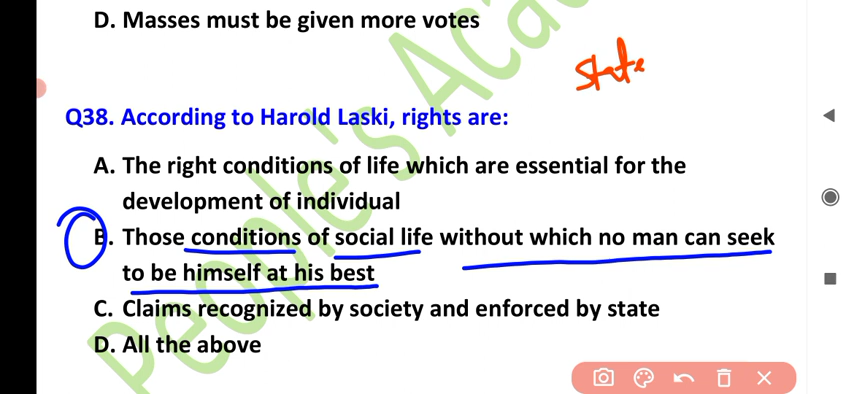 D. Masses must be given more votes
State
Q38. According to Harold Laski, rights are:
A. The right conditions of life which are essential for the
development of individual
B. Those conditions of social life without which no man can seek
to be himself at his best
C. Claims recognized by society and enforced by state
D. All the above
People's Aca